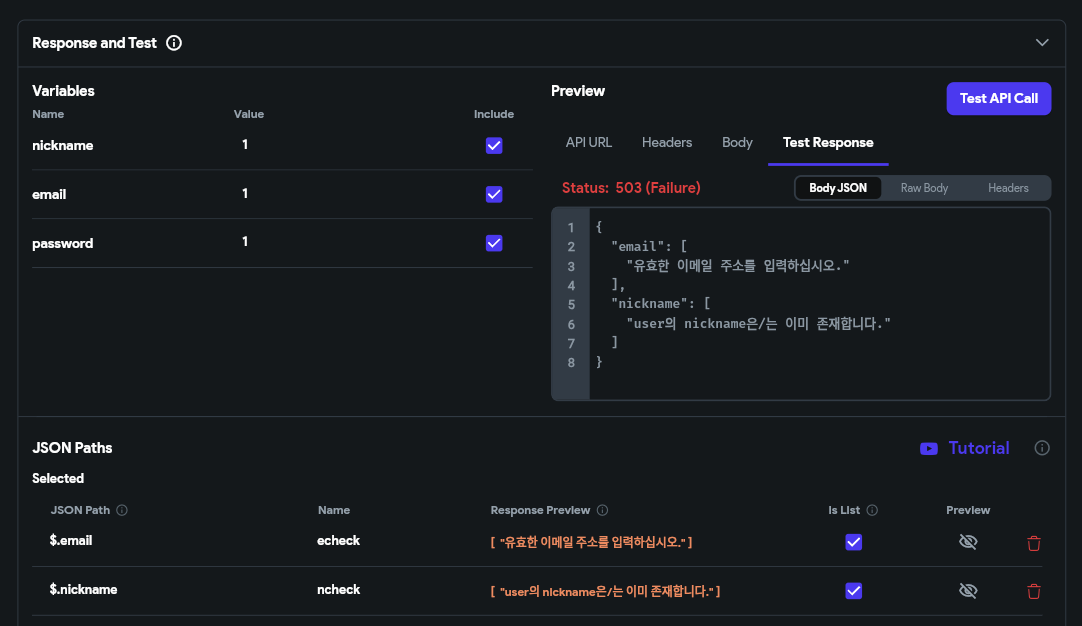 Response and Test
Variables
Name Value Include
nickname 1
email 1
password 1
Preview
Test API Call
API URL Headers Body Test Response
Status: 503 (Failure)
Body JSON Raw Body Headers
1 {
2 "email": [
3 "유효한 이메일 주소를 입력하십시오."
4 ],
5 "nickname": [
6 "user의 nickname은/는 이미 존재합니다."
7 ]
8 }
JSON Paths
Tutorial
Selected
JSON Path Name Response Preview Is List Preview
$.email echeck [ "유효한 이메일 주소를 입력하십시오." ]
$.nickname ncheck [ "user의 nickname은/는 이미 존재합니다." ]